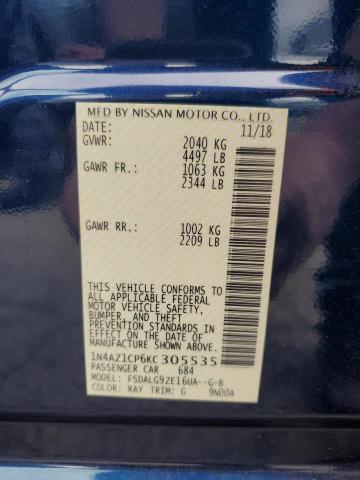 MFD BY NISSAN MOTOR CO., LTD.
DATE: 11/18
GVWR: 2040 KG
4497 LB
GAWR FR: 1063 KG
2344 LB
GAWR RR: 1002 KG
2209 LB
THIS VEHICLE CONFORMS TO
ALL APPLICABLE FEDERAL
MOTOR VEHICLE SAFETY,
BUMPER, AND THEFT
PREVENTION STANDARDS
IN EFFECT ON THE DATE OF
MANUFACTURE SHOWN ABOVE.
1N4AZ1CP6KC305535
PASSENGER CAR 684
MODEL: FSDALG9ZE16UA--G-B
COLOR: RAY TRIM: G 9N00A